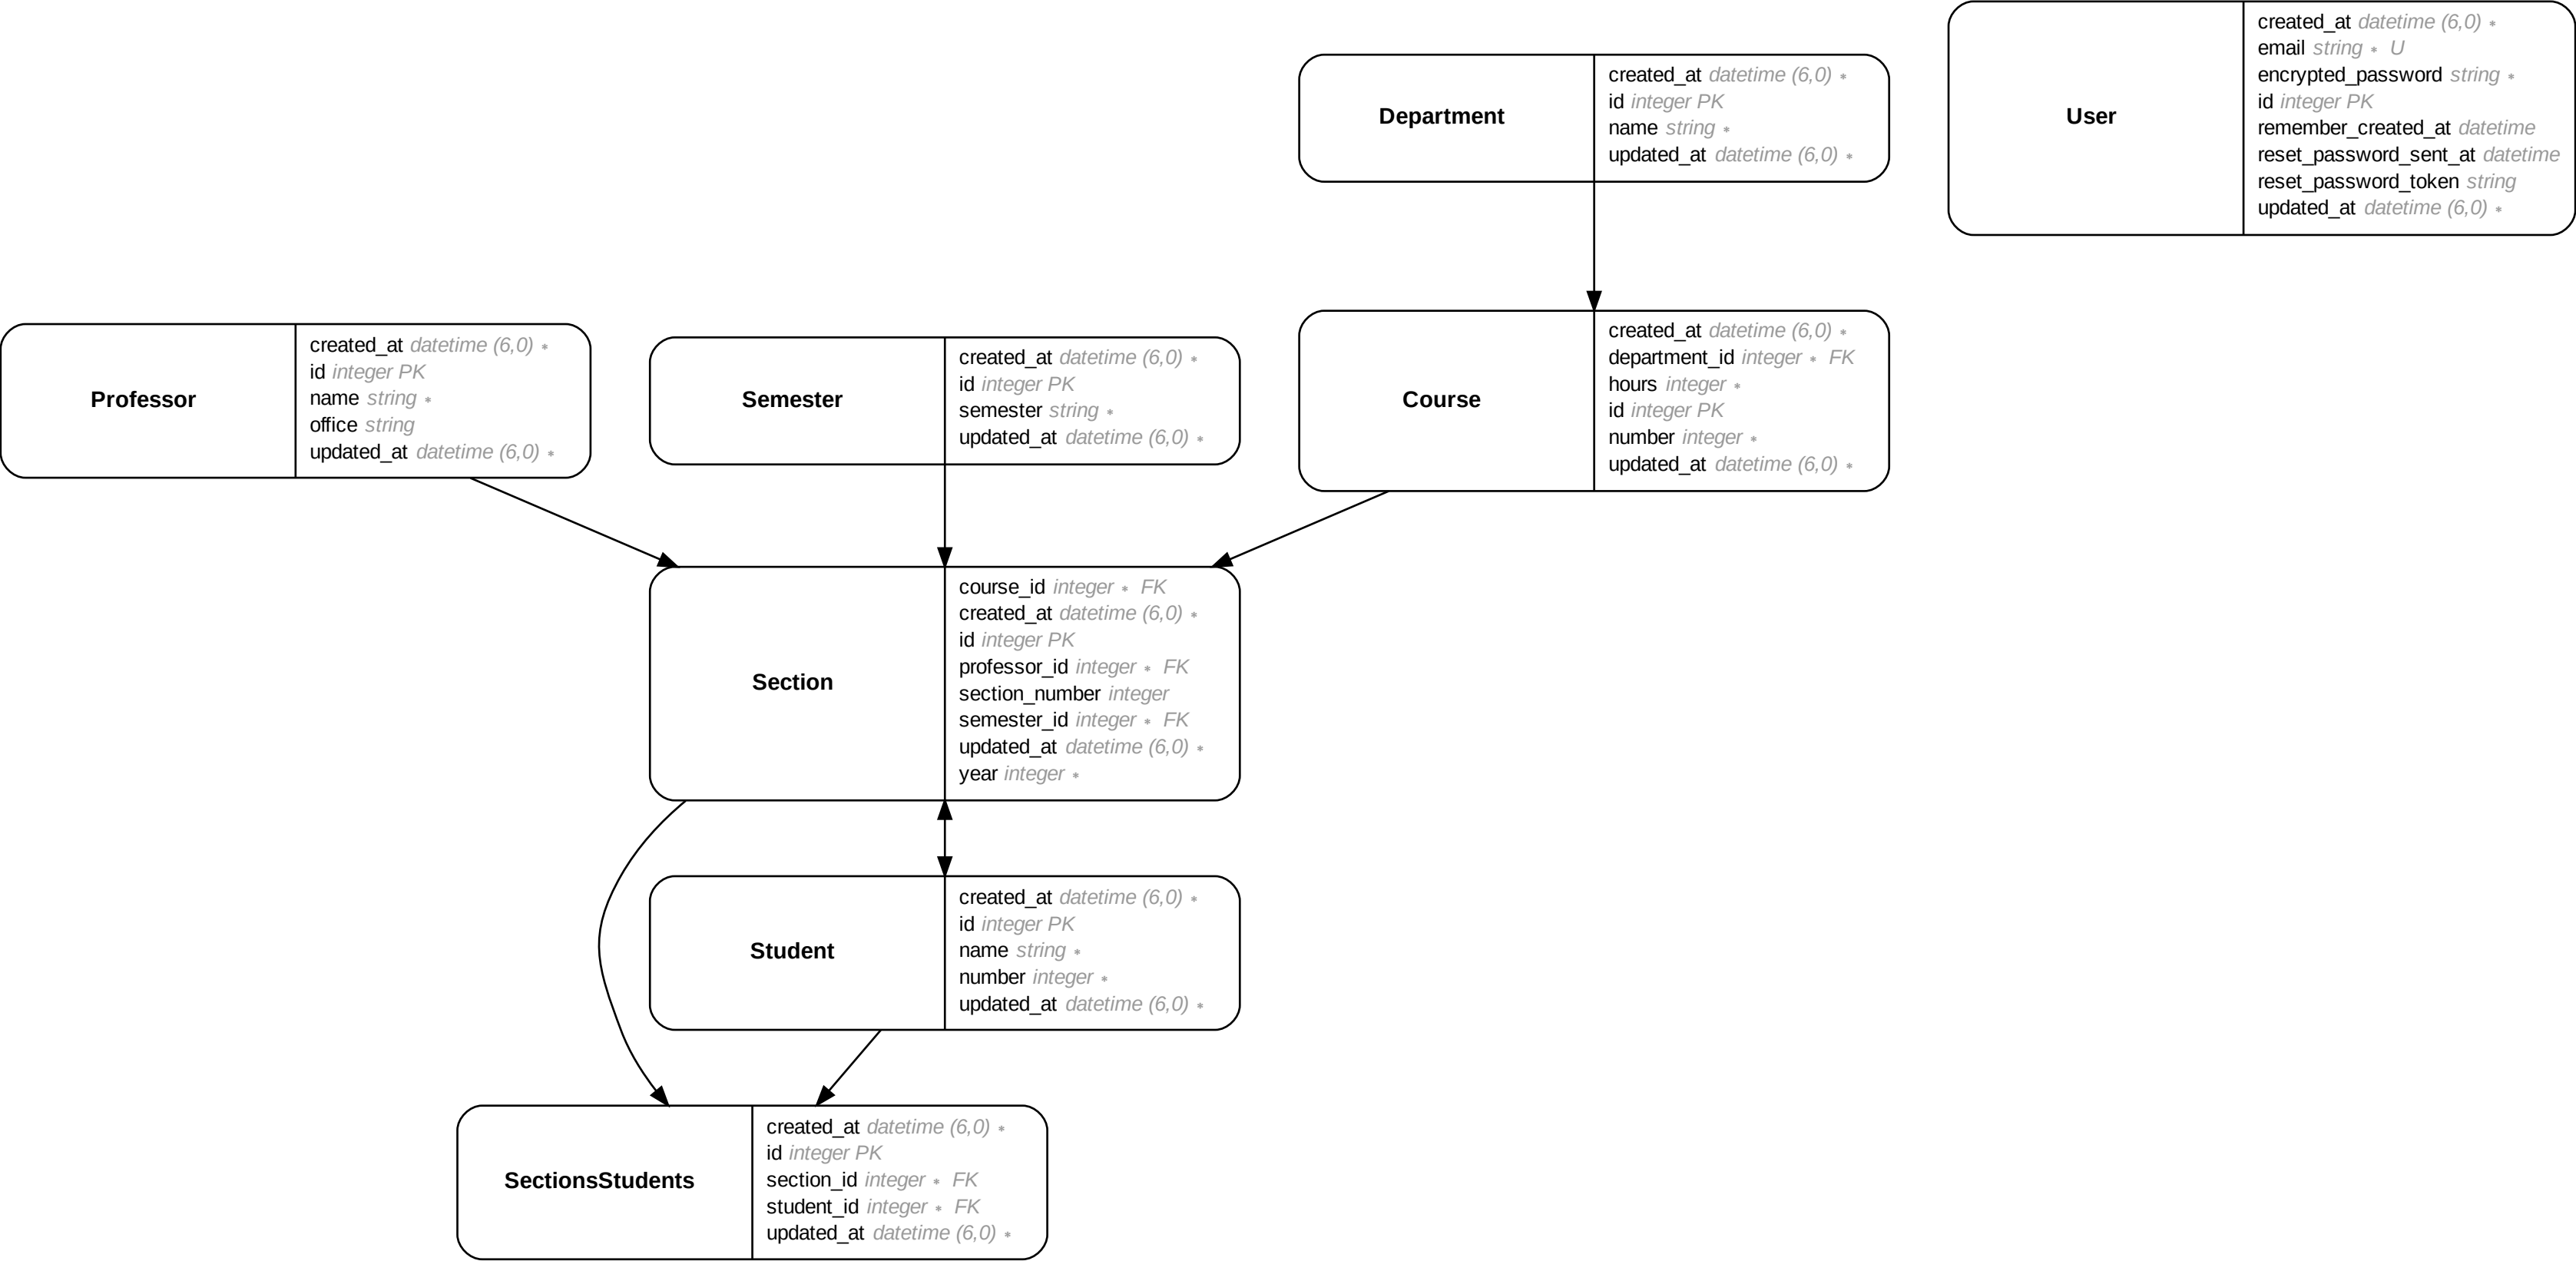 User
created_at datetime (6,0) *
email string * U
encrypted_password string *
id integer PK
remember_created_at datetime
reset_password_sent_at datetime
reset_password_token string
updated_at datetime (6,0) *
Department
created_at datetime (6,0) *
id integer PK
name string *
updated_at datetime (6,0) *
Professor
created_at datetime (6,0) *
id integer PK
name string *
office string
updated_at datetime (6,0) *
Semester
created_at datetime (6,0) *
id integer PK
semester string *
updated_at datetime (6,0) *
Course
created_at datetime (6,0) *
department_id integer * FK
hours integer *
id integer PK
number integer *
updated_at datetime (6,0) *
Section
course_id integer * FK
created_at datetime (6,0) *
id integer PK
professor_id integer * FK
section_number integer
semester_id integer * FK
updated_at datetime (6,0) *
year integer *
Student
created_at datetime (6,0) *
id integer PK
name string *
number integer *
updated_at datetime (6,0) *
SectionsStudents
created_at datetime (6,0) *
id integer PK
section_id integer * FK
student_id integer * FK
updated_at datetime (6,0) *